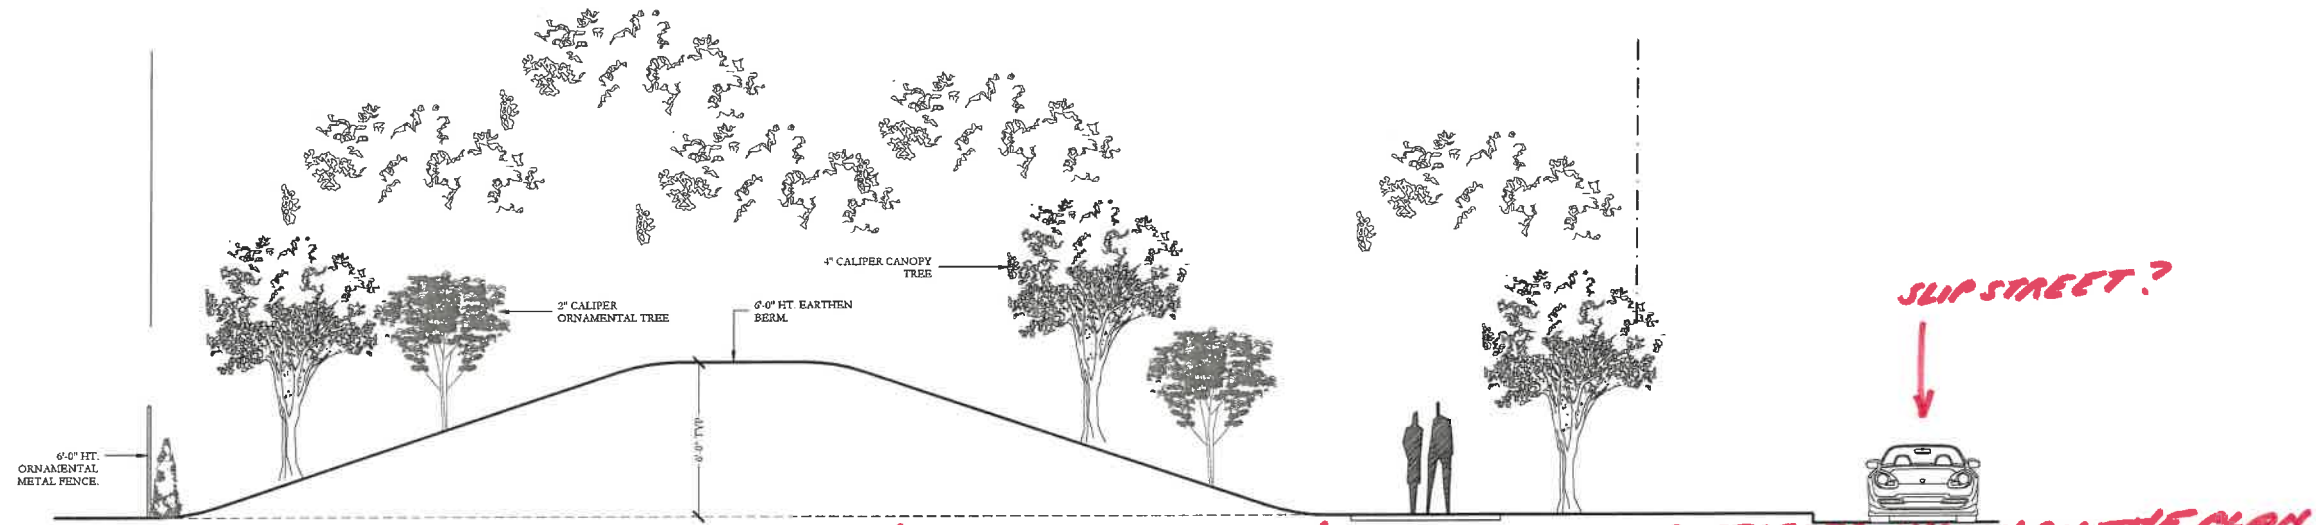 SLIP STREET?
4" CALIPER CANOPY
TREE
2" CALIPER
ORNAMENTAL TREE
6'-0" HT. EARTHEN
BERM.
6'-0" TYP
6'-0" HT.
ORNAMENTAL
METAL FENCE.
PLAN